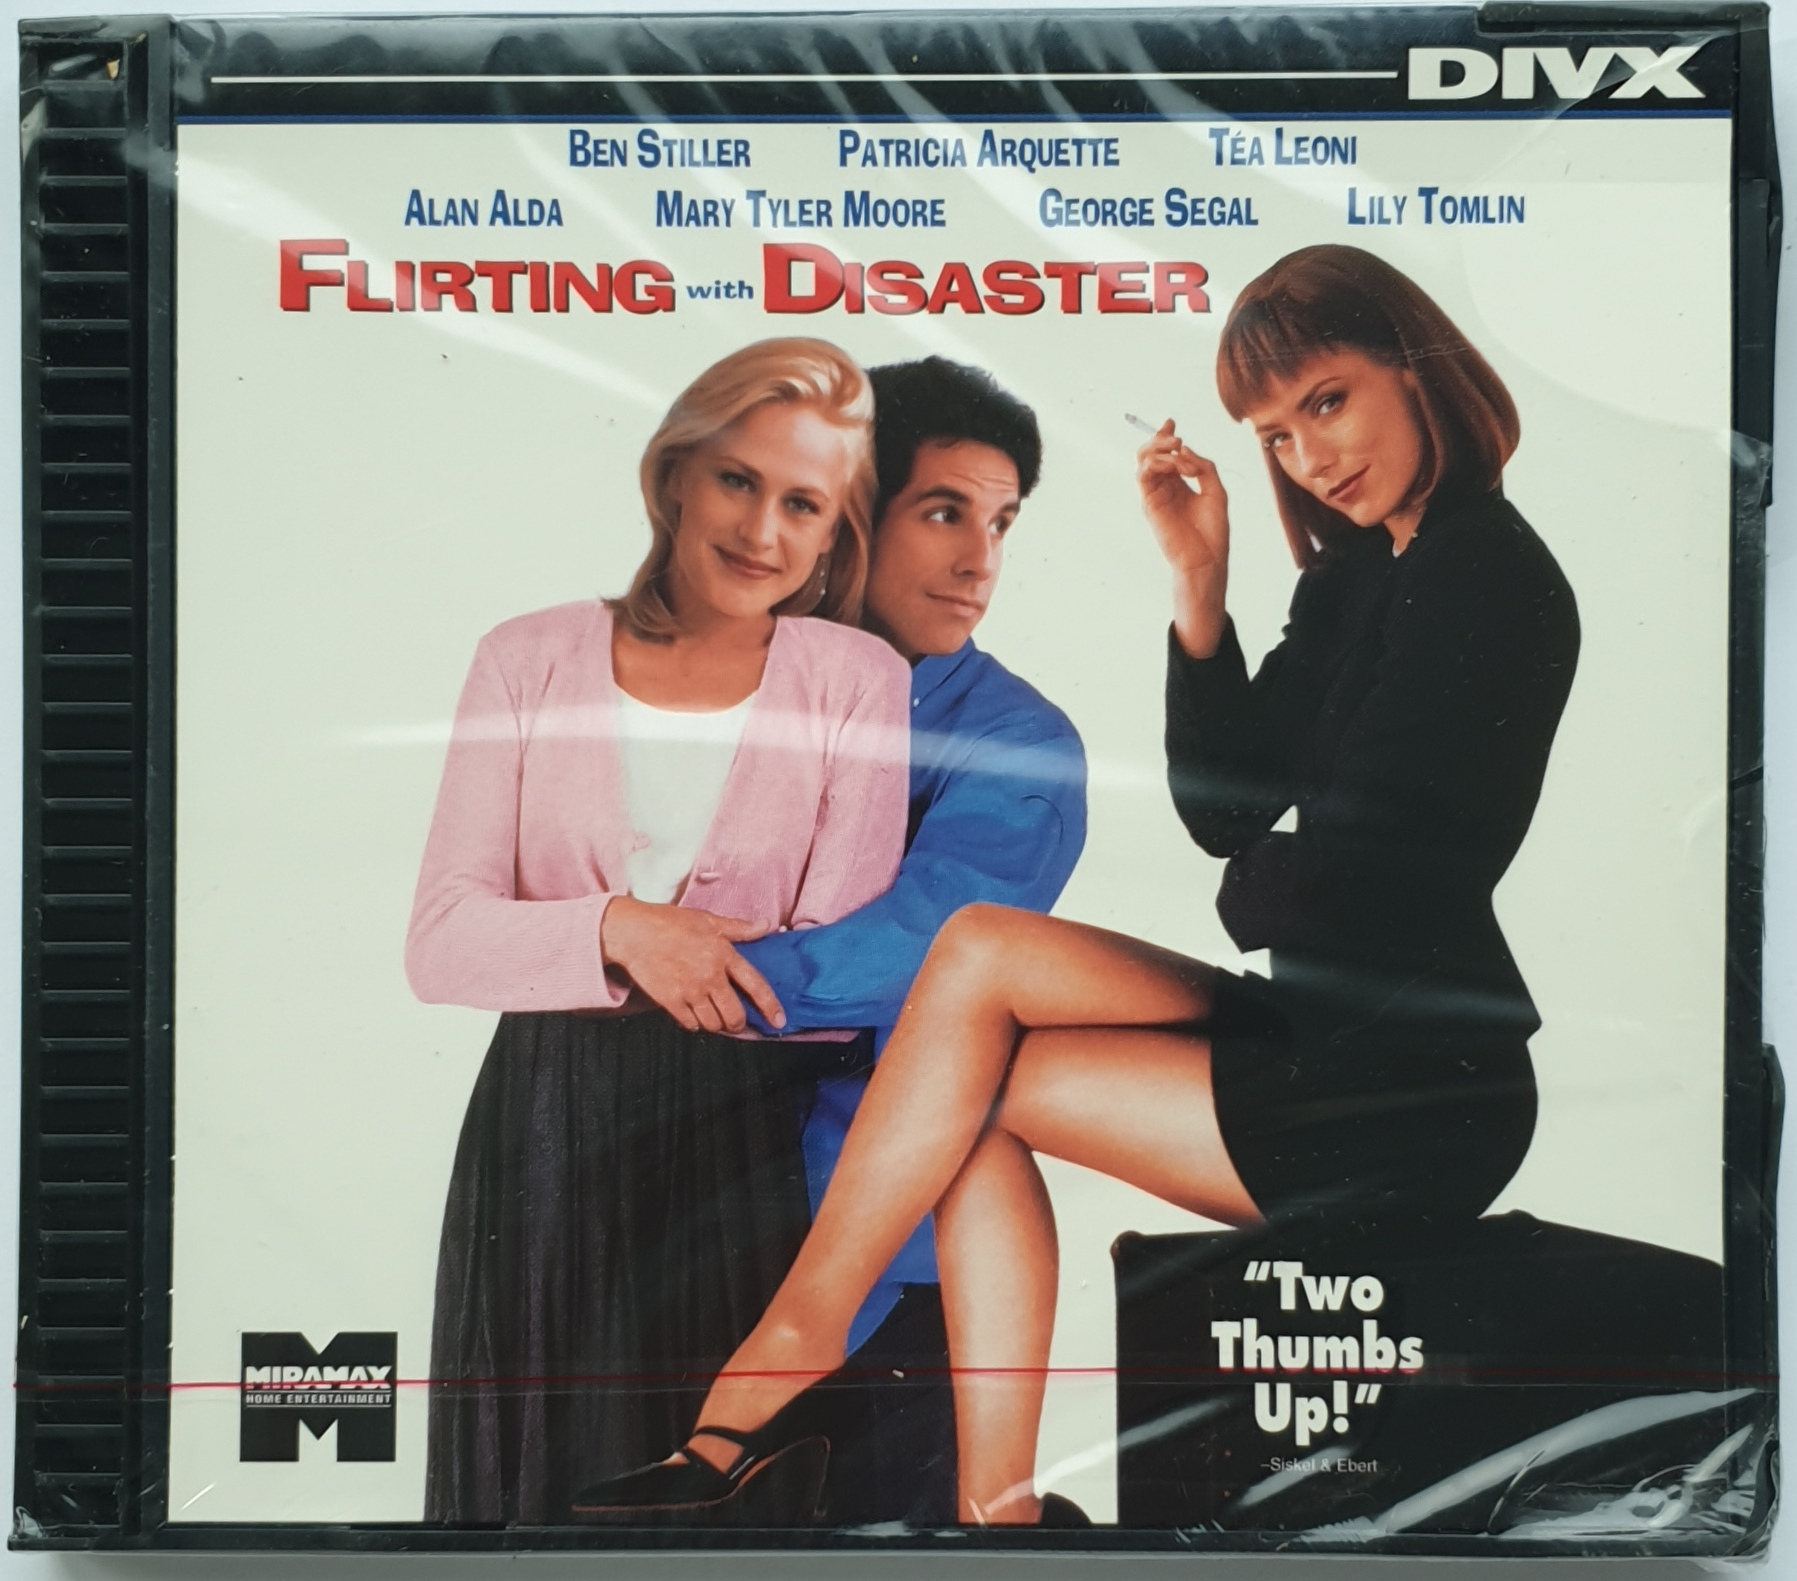 DIVX
BEN STILLER PATRICIA ARQUETTE TÉA LEONI
ALAN ALDA MARY TYLER MOORE GEORGE SEGAL LILY TOMLIN
FLIRTING with DISASTER
“TWO
Thumbs
Up!”
–Siskel & Ebert
MIRAMAX
HOME ENTERTAINMENT